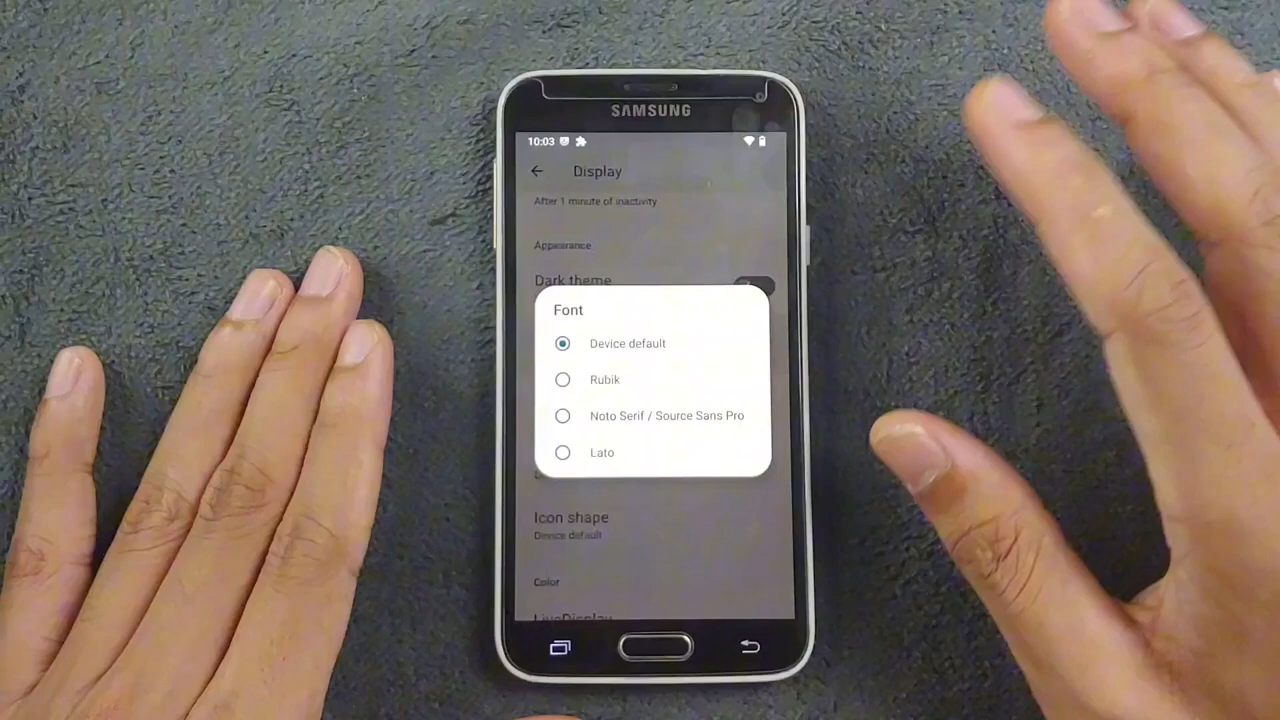 SAMSUNG
10:03
Display
After 1 minute of inactivity
Appearance
Dark theme
Font
Device default
Rubik
Noto Serif / Source Sans Pro
Lato
Icon shape
Device default
Color
LiveDisplay